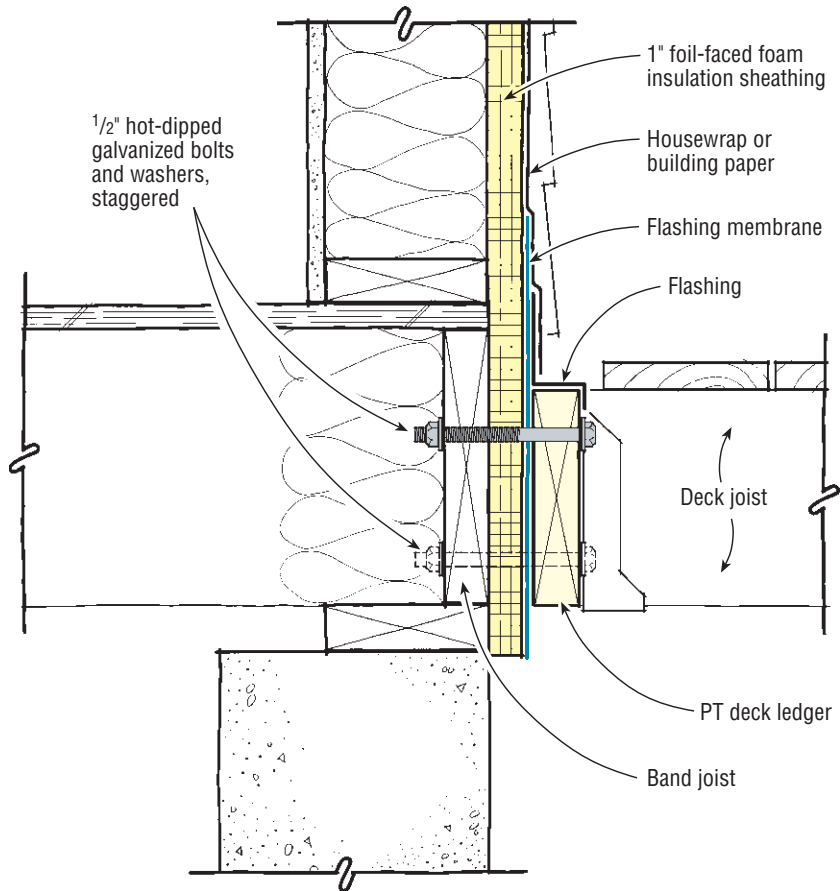 1" foil-faced foam
insulation sheathing
1/2" hot-dipped
galvanized bolts
and washers,
staggered
Housewrap or
building paper
Flashing membrane
Flashing
Deck joist
PT deck ledger
Band joist